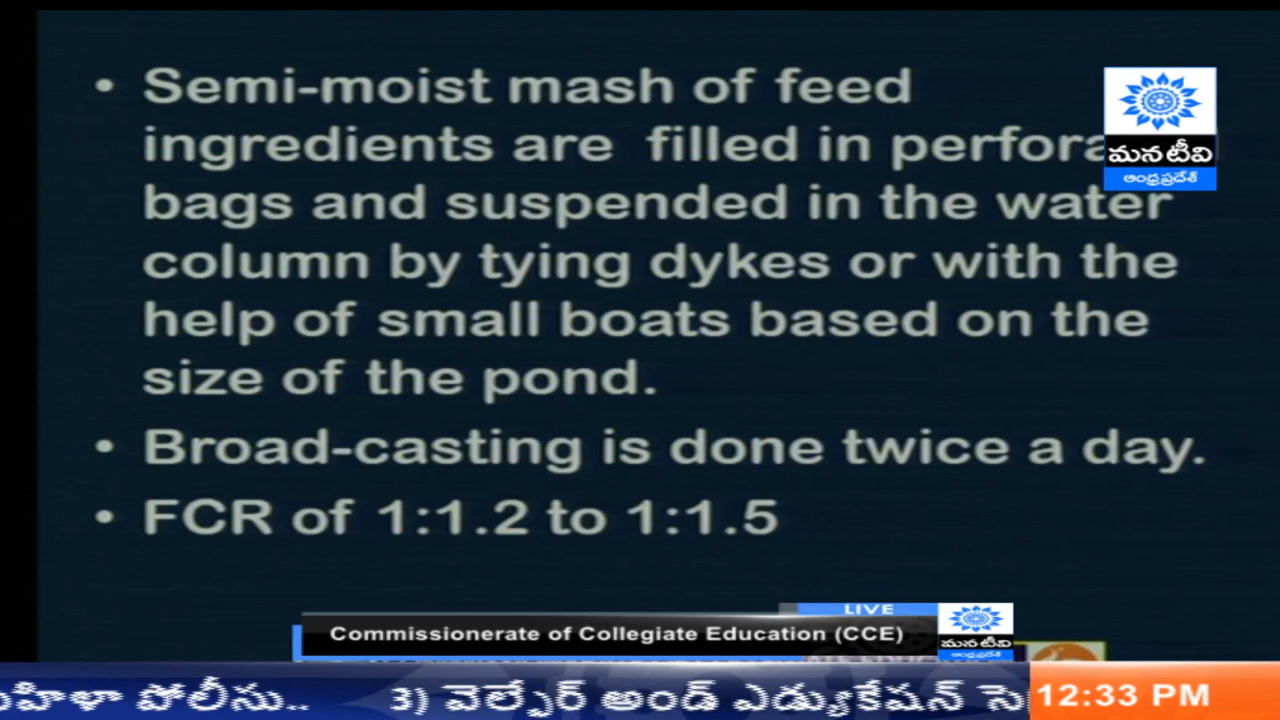 • Semi-moist mash of feed
ingredients are filled in perfora
bags and suspended in the water
column by tying dykes or with the
help of small boats based on the
size of the pond.
• Broad-casting is done twice a day.
• FCR of 1:1.2 to 1:1.5
మన టీవి
ఆంధ్రప్రదేశ్
LIVE
Commissionerate of Collegiate Education (CCE)
మన టీవి
ఆంధ్రప్రదేశ్
మహిళా పోలీసు.. 3) వెల్ఫేర్ అండ్ ఎడ్యుకేషన్ సె
12:33 PM